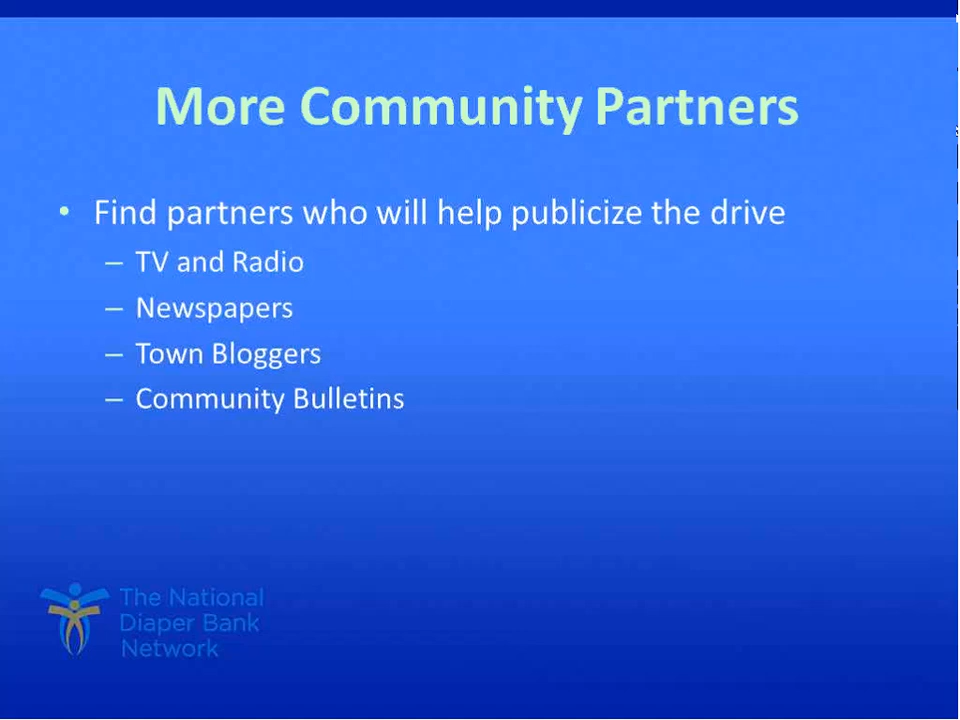 More Community Partners
• Find partners who will help publicize the drive
– TV and Radio
– Newspapers
– Town Bloggers
– Community Bulletins
The National
Diaper Bank
Network